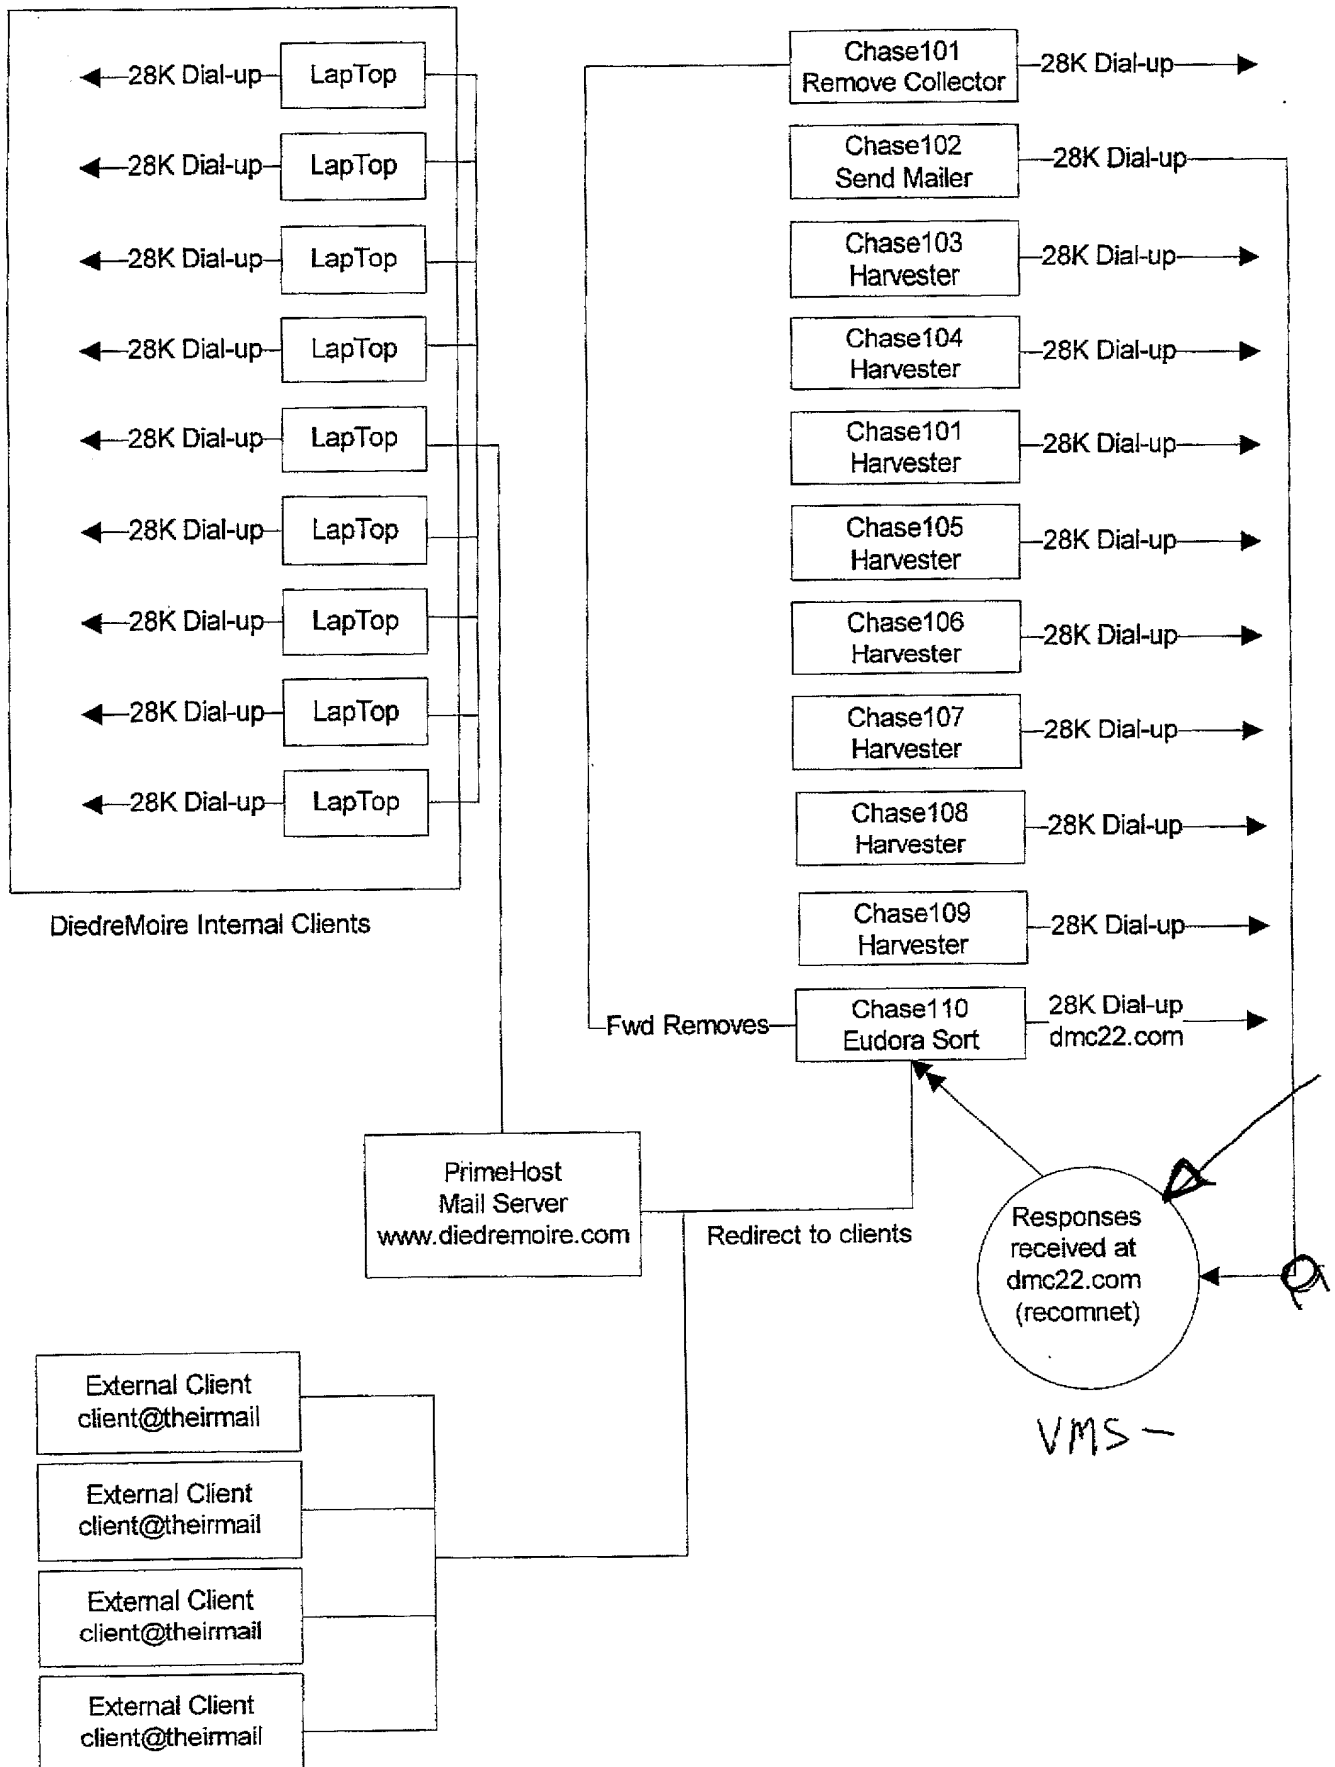 28K Dial-up
LapTop
28K Dial-up
LapTop
28K Dial-up
LapTop
28K Dial-up
LapTop
28K Dial-up
LapTop
28K Dial-up
LapTop
28K Dial-up
LapTop
28K Dial-up
LapTop
28K Dial-up
LapTop
DiedreMoire Internal Clients
Chase101
Remove Collector
28K Dial-up
Chase102
Send Mailer
28K Dial-up
Chase103
Harvester
28K Dial-up
Chase104
Harvester
28K Dial-up
Chase101
Harvester
28K Dial-up
Chase105
Harvester
28K Dial-up
Chase106
Harvester
28K Dial-up
Chase107
Harvester
28K Dial-up
Chase108
Harvester
28K Dial-up
Chase109
Harvester
28K Dial-up
Fwd Removes
Chase110
Eudora Sort
28K Dial-up
dmc22.com
PrimeHost
Mail Server
www.diedremoire.com
Redirect to clients
Responses
received at
dmc22.com
(recomnet)
VMS -
External Client
client@theirmail
External Client
client@theirmail
External Client
client@theirmail
External Client
client@theirmail